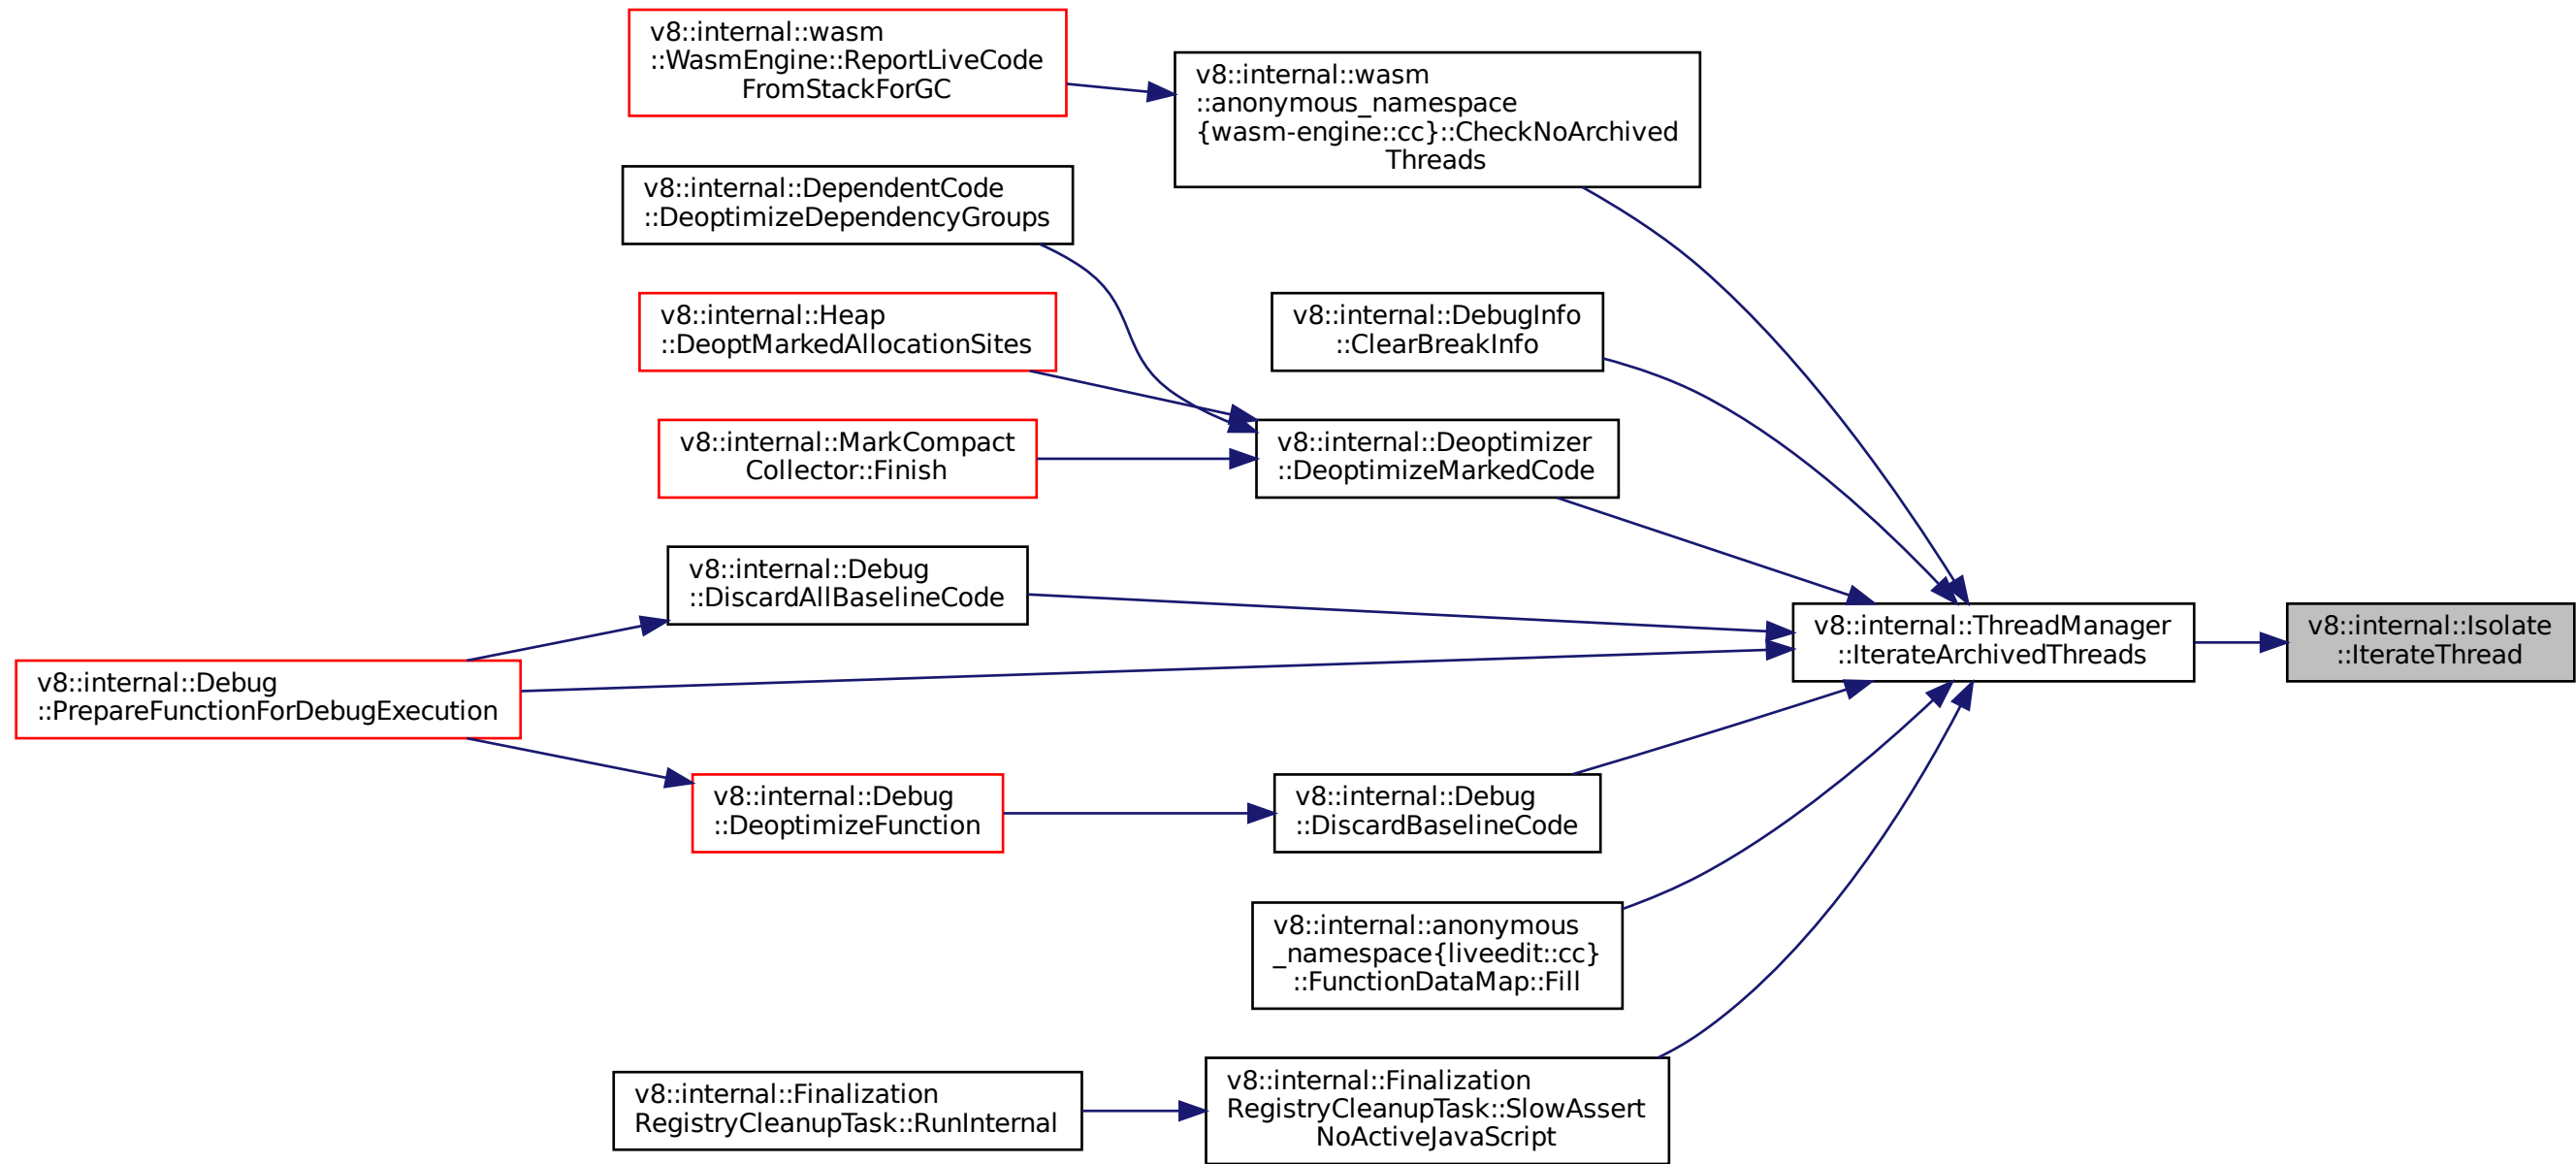 v8::internal::wasm
::WasmEngine::ReportLiveCode
FromStackForGC
v8::internal::wasm
::anonymous_namespace
{wasm-engine::cc}::CheckNoArchived
Threads
v8::internal::DependentCode
::DeoptimizeDependencyGroups
v8::internal::Heap
::DeoptMarkedAllocationSites
v8::internal::DebugInfo
::ClearBreakInfo
v8::internal::MarkCompact
Collector::Finish
v8::internal::Deoptimizer
::DeoptimizeMarkedCode
v8::internal::Debug
::DiscardAllBaselineCode
v8::internal::ThreadManager
::IterateArchivedThreads
v8::internal::Isolate
::IterateThread
v8::internal::Debug
::PrepareFunctionForDebugExecution
v8::internal::Debug
::DeoptimizeFunction
v8::internal::Debug
::DiscardBaselineCode
v8::internal::anonymous
_namespace{liveedit::cc}
::FunctionDataMap::Fill
v8::internal::Finalization
RegistryCleanupTask::RunInternal
v8::internal::Finalization
RegistryCleanupTask::SlowAssert
NoActiveJavaScript